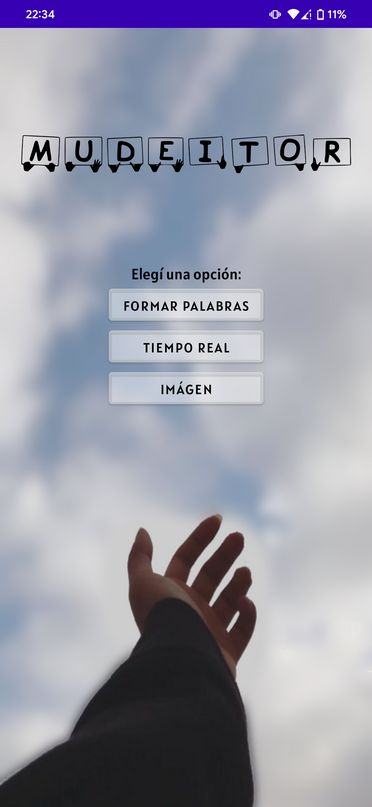 22:34 11%
MUDEITOR
Elegí una opción:
FORMAR PALABRAS
TIEMPO REAL
IMÁGEN